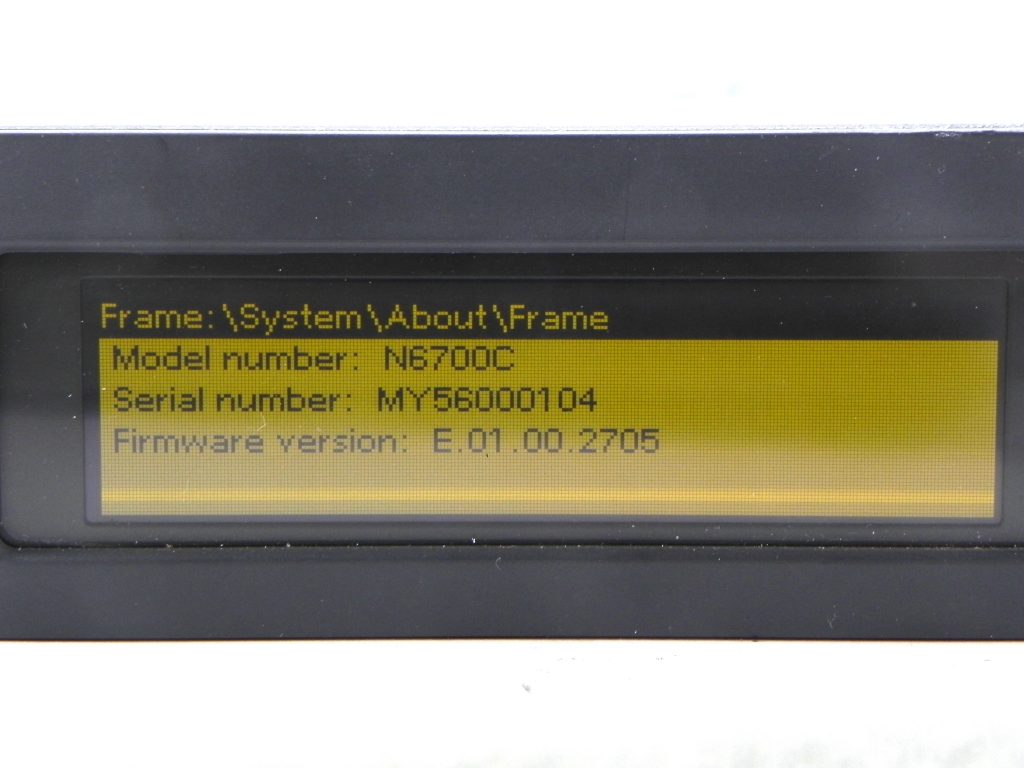 Frame:\System\About\Frame
Model number: N6700C
Serial number: MY56000104
Firmware version: E.01.00.2705